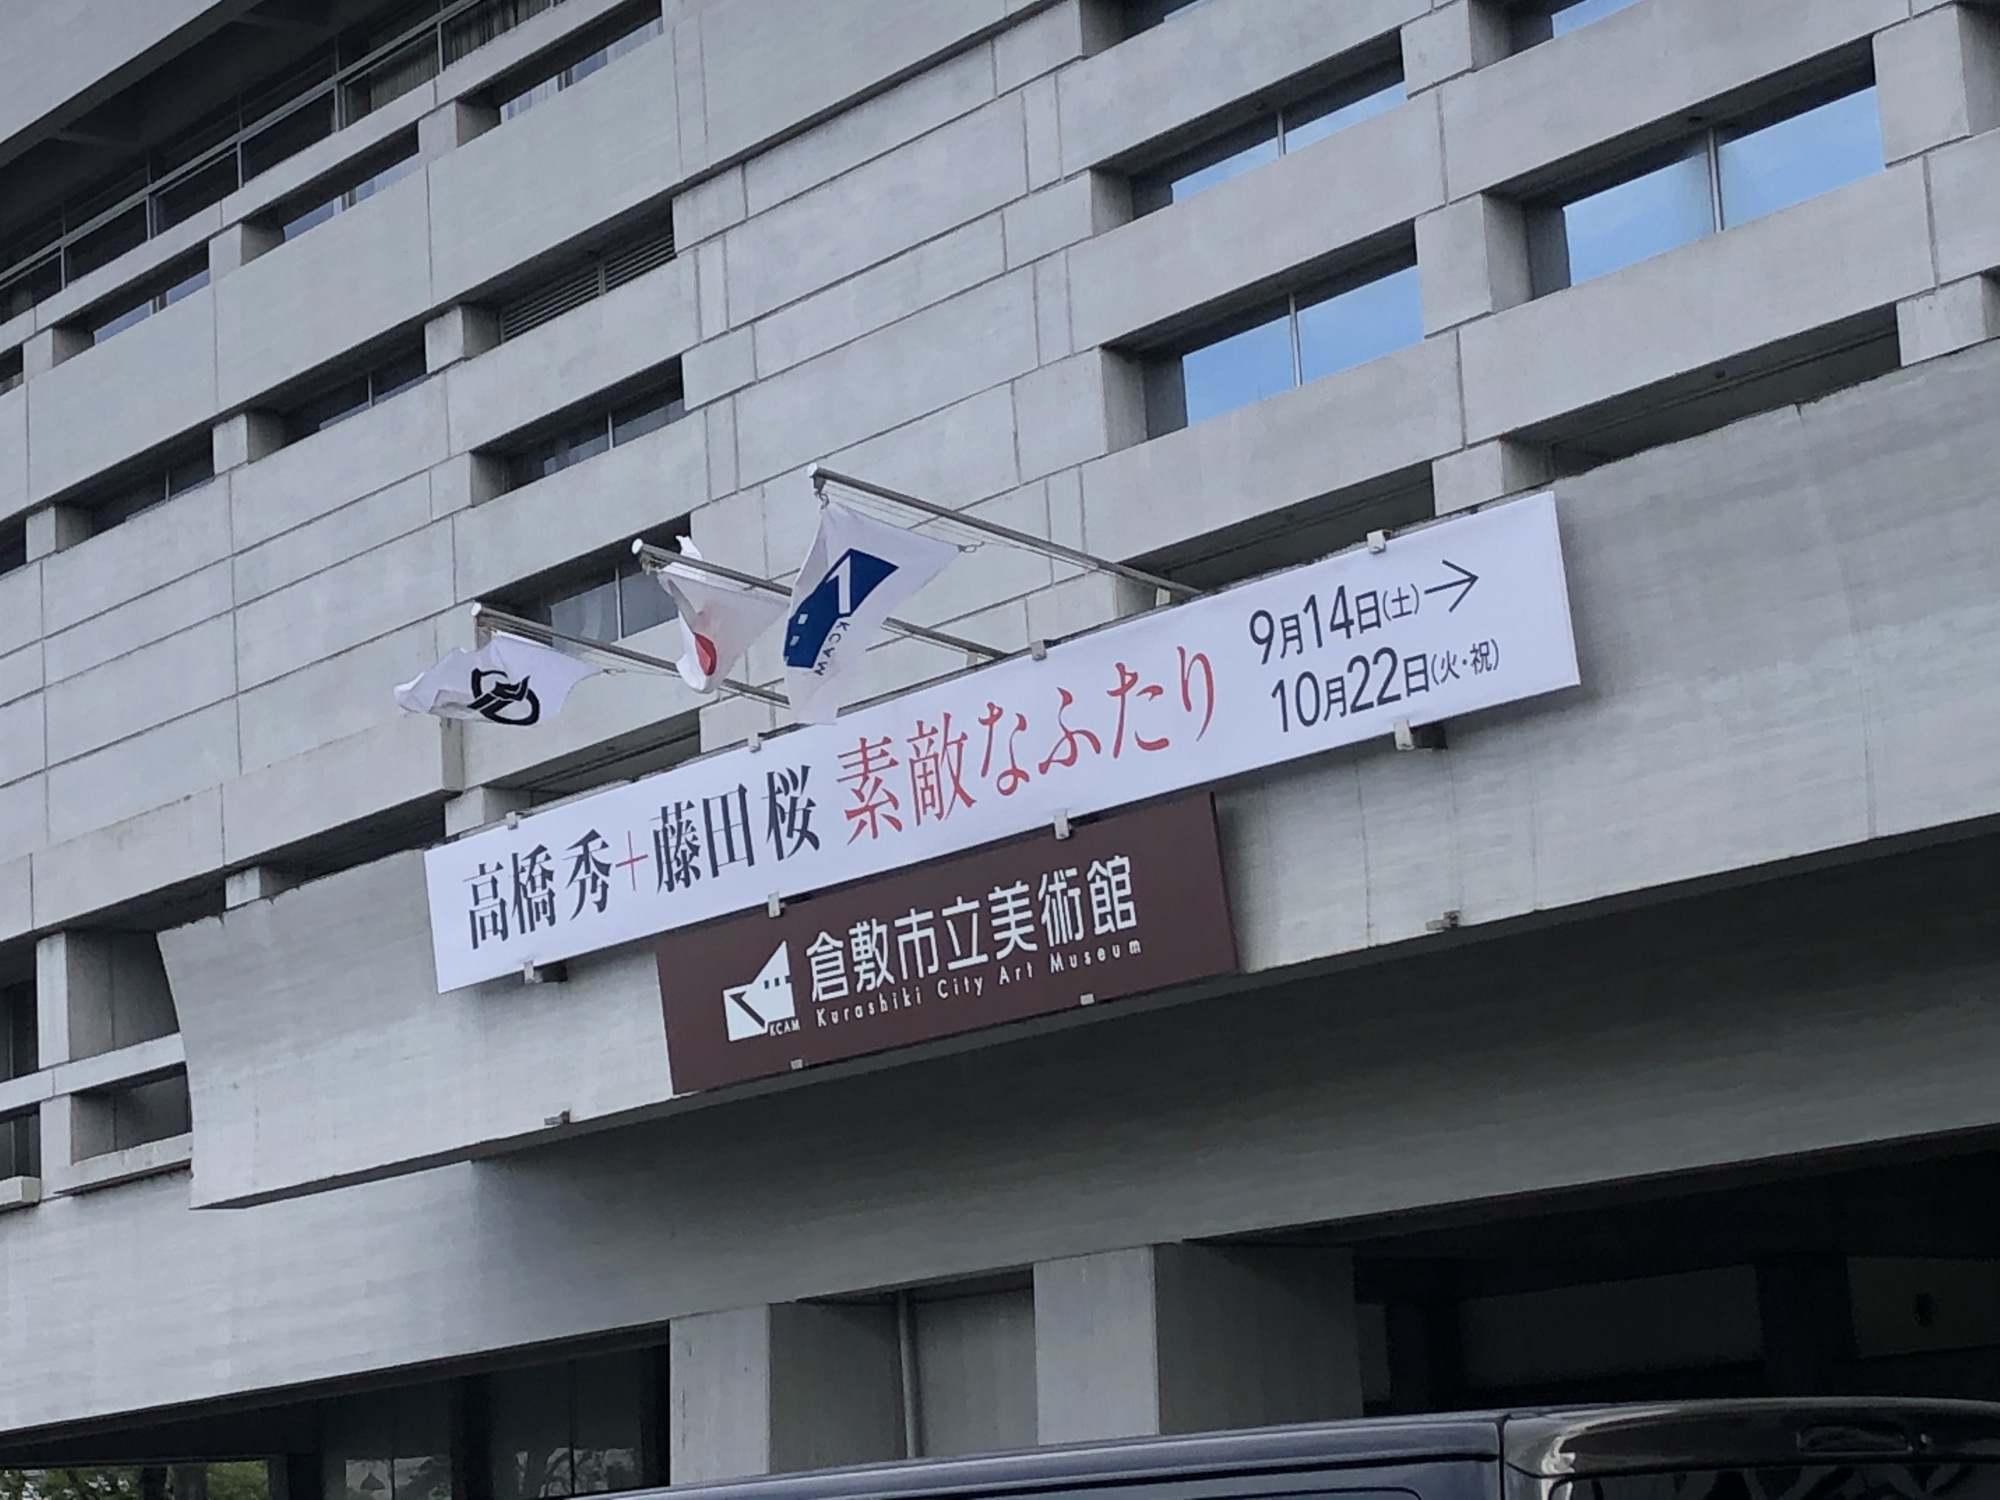 高橋秀+藤田桜 素敵なふたり
9月14日(土)→
10月22日(火・祝)
倉敷市立美術館
Kurashiki City Art Museum
KCAM
KCAM